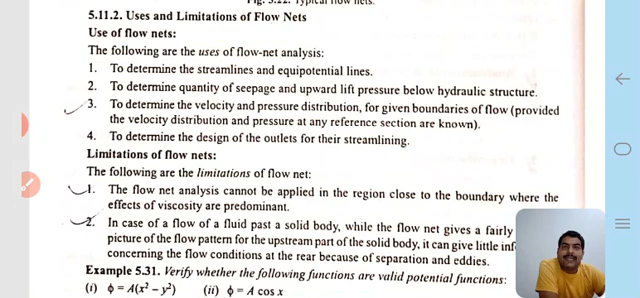 Fig. 5.22. Typical flow nets.
5.11.2. Uses and Limitations of Flow Nets
Use of flow nets:
The following are the uses of flow-net analysis:
1. To determine the streamlines and equipotential lines.
2. To determine quantity of seepage and upward lift pressure below hydraulic structure.
3. To determine the velocity and pressure distribution, for given boundaries of flow (provided
the velocity distribution and pressure at any reference section are known).
4. To determine the design of the outlets for their streamlining.
Limitations of flow nets:
The following are the limitations of flow net:
1. The flow net analysis cannot be applied in the region close to the boundary where the
effects of viscosity are predominant.
2. In case of a flow of a fluid past a solid body, while the flow net gives a fairly
picture of the flow pattern for the upstream part of the solid body, it can give little
concerning the flow conditions at the rear because of separation and eddies.
Example 5.31. Verify whether the following functions are valid potential functions:
(i) ϕ = A(x² – y²) (ii) ϕ = A cos x